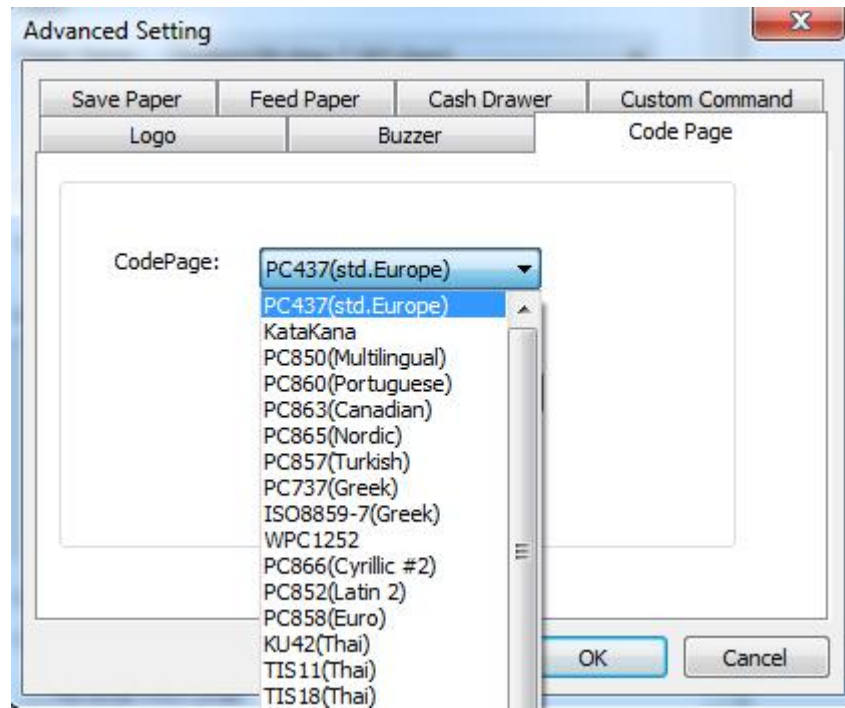 Advanced Setting
Save Paper Feed Paper Cash Drawer Custom Command
Logo Buzzer Code Page
CodePage: PC437(std.Europe)
PC437(std.Europe)
KataKana
PC850(Multilingual)
PC860(Portuguese)
PC863(Canadian)
PC865(Nordic)
PC857(Turkish)
PC737(Greek)
ISO8859-7(Greek)
WPC1252
PC866(Cyrillic #2)
PC852(Latin 2)
PC858(Euro)
KU42(Thai)
TIS11(Thai)
TIS18(Thai)
OK Cancel